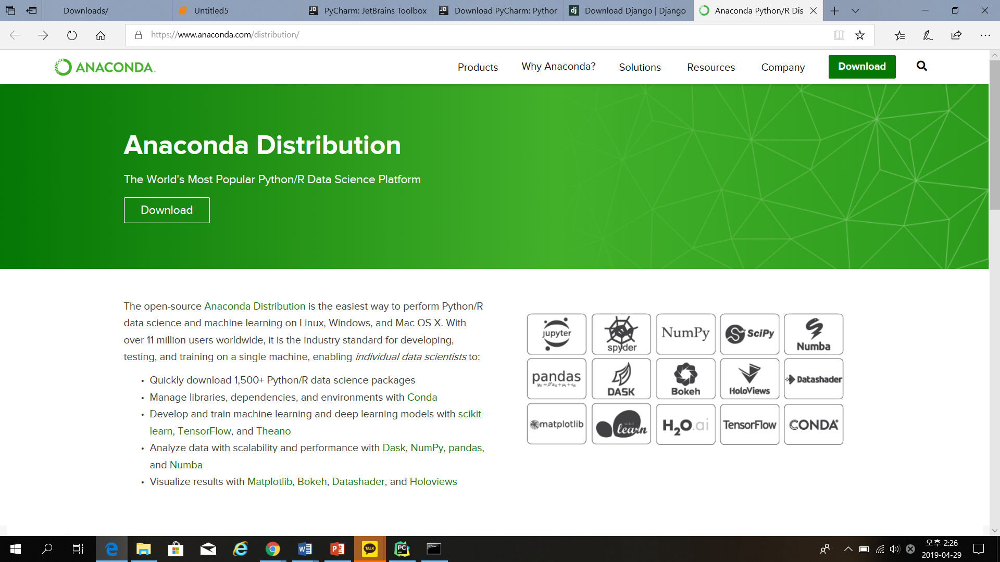 Downloads/
Untitled5
PyCharm: JetBrains Toolbox
Download PyCharm: Pythor
Download Django | Django
Anaconda Python/R Dis
https://www.anaconda.com/distribution/
ANACONDA.
Products
Why Anaconda?
Solutions
Resources
Company
Download
Anaconda Distribution
The World's Most Popular Python/R Data Science Platform
Download
The open-source Anaconda Distribution is the easiest way to perform Python/R
data science and machine learning on Linux, Windows, and Mac OS X. With
over 11 million users worldwide, it is the industry standard for developing,
testing, and training on a single machine, enabling individual data scientists to:
• Quickly download 1,500+ Python/R data science packages
• Manage libraries, dependencies, and environments with Conda
• Develop and train machine learning and deep learning models with scikit-
learn, TensorFlow, and Theano
• Analyze data with scalability and performance with Dask, NumPy, pandas,
and Numba
• Visualize results with Matplotlib, Bokeh, Datashader, and Holoviews
jupyter
spyder
NumPy
SciPy
Numba
pandas
DASK
Bokeh
HoloViews
Datashader
matplotlib
scikit
learn
H2O.ai
TensorFlow
CONDA
TALK
PC
오후 2:26
2019-04-29